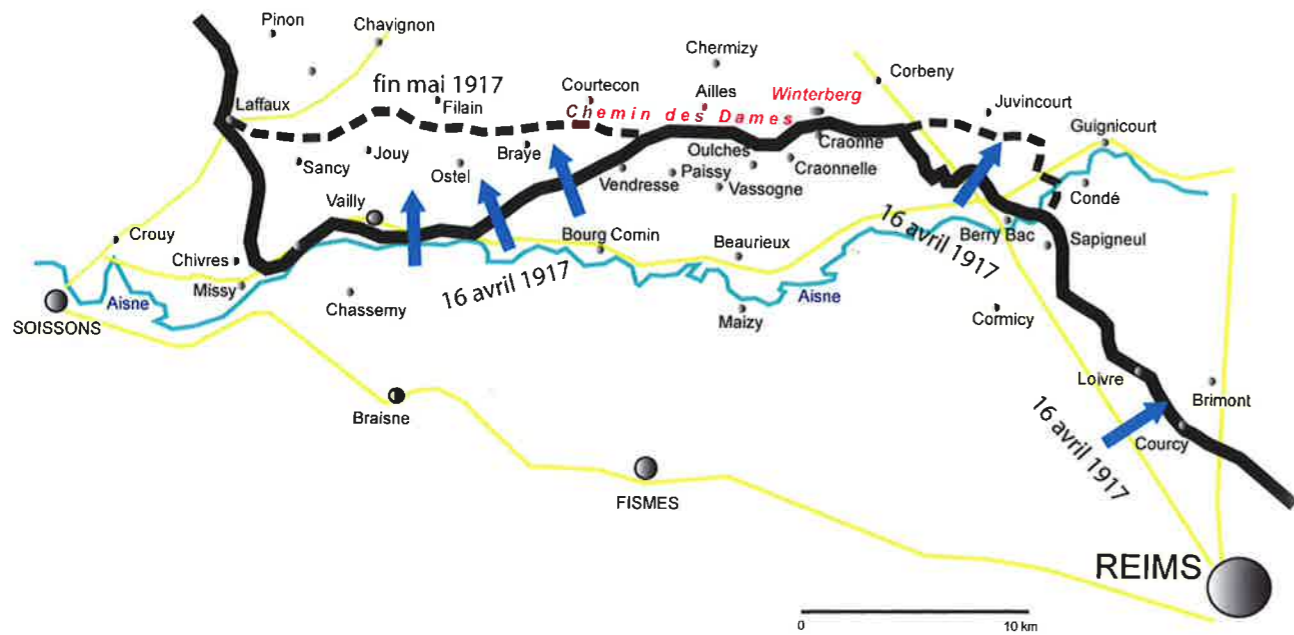 Pinon
Chavignon
Chermizy
Corbeny
fin mai 1917
Courtecon
Ailles
Winterberg
Laffaux
Filain
Chemin des Dames
Juvincourt
Guignicourt
Sancy
Jouy
Braye
Oulches
Craonne
Ostel
Vendresse
Paissy
Craonnelle
Vassogne
Condé
Vailly
16 avril 1917
Crouy
Bourg Comin
Beaurieux
Berry Bac
Sapigneul
Chivres
Missy
16 avril 1917
Aisne
Aisne
SOISSONS
Chassemy
Maizy
Cormicy
Loivre
Brimont
Braisne
16 avril 1917
Courcy
FISMES
REIMS
0
10 km